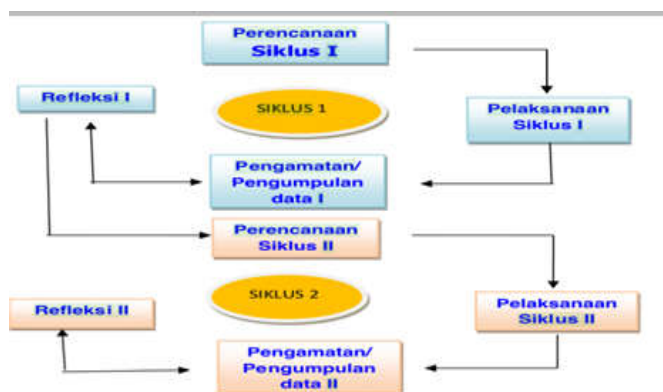 Perencanaan
Siklus I
Refleksi I
SIKLUS 1
Pelaksanaan
Siklus I
Pengamatan/
Pengumpulan
data I
Perencanaan
Siklus II
SIKLUS 2
Refleksi II
Pelaksanaan
Siklus II
Pengamatan/
Pengumpulan
data II